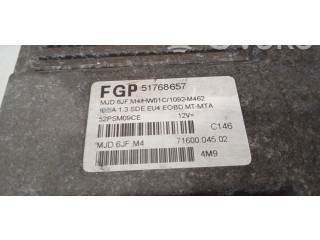 FGP 51768657
MJD 6JF.M4/HW01C/1092-M462
1.3 SDE EU4 EOBD MT-MTA
52PSM09CE 12V=
C146
MJD 6JF.M4 71600.045.02
4M9